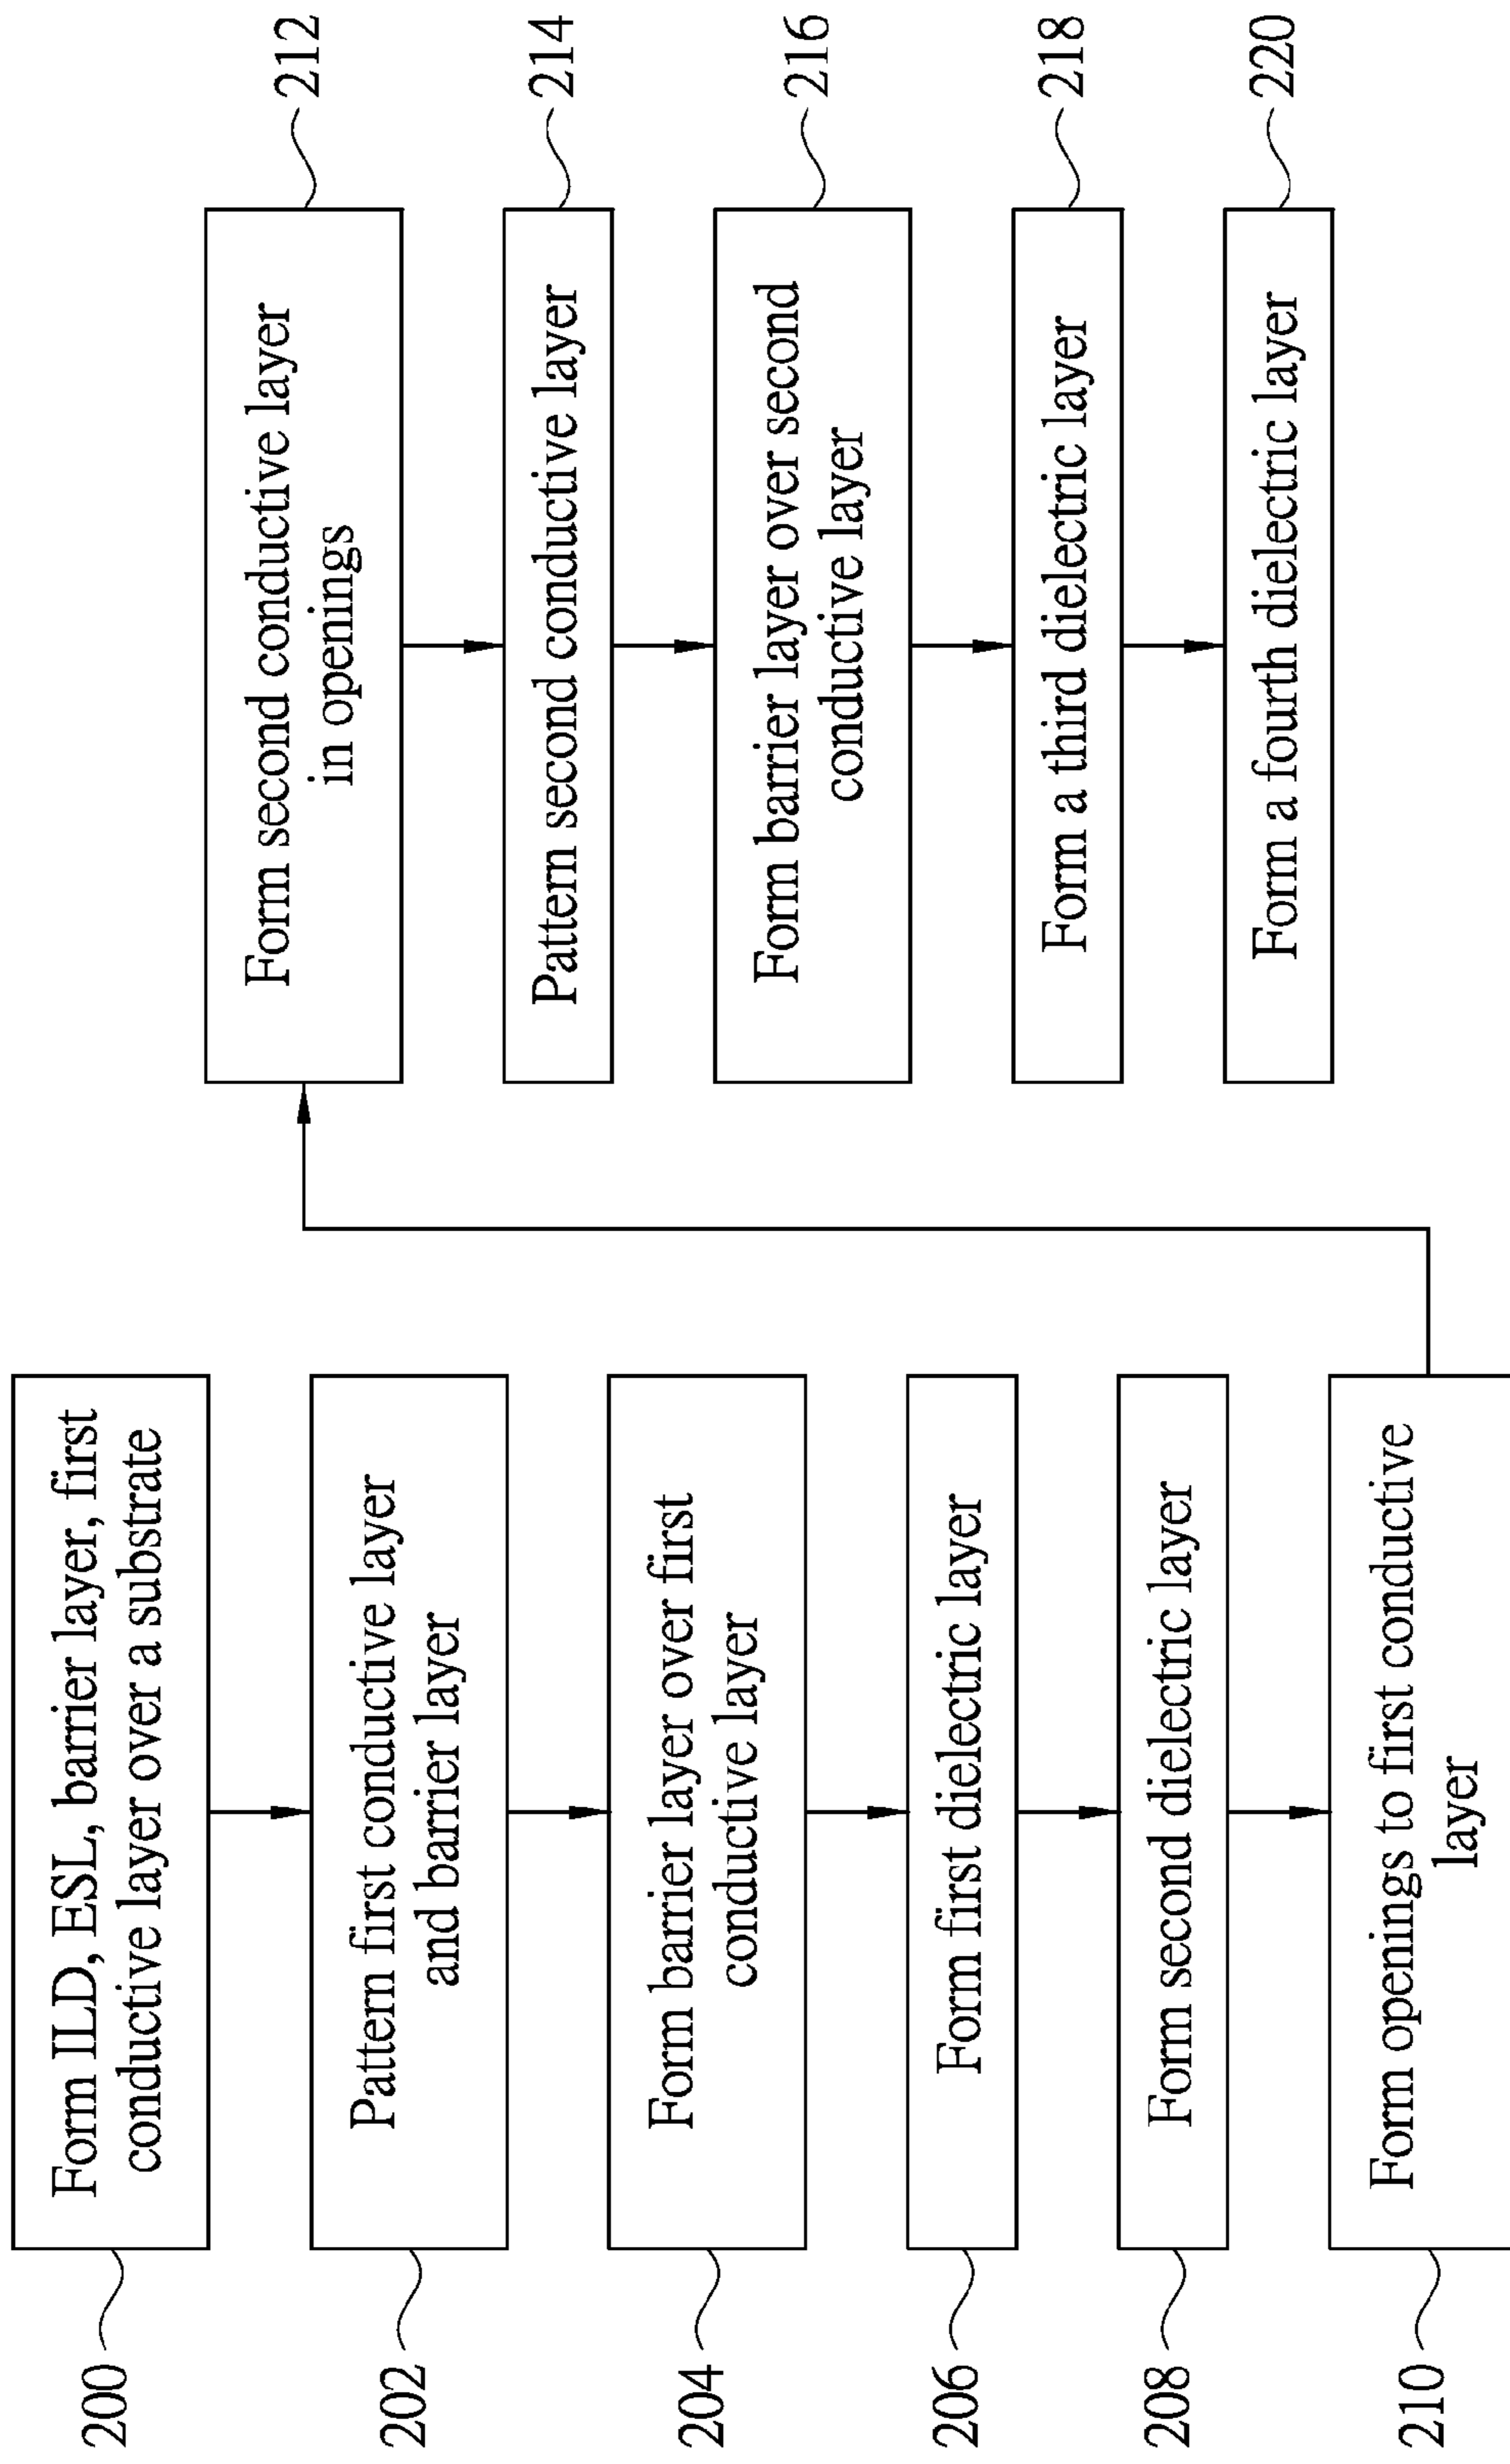 200
Form ILD, ESL, barrier layer, first
conductive layer over a substrate
202
Pattern first conductive layer
and barrier layer
204
Form barrier layer over first
conductive layer
206
Form first dielectric layer
208
Form second dielectric layer
210
Form openings to first conductive
layer
212
Form second conductive layer
in openings
214
Pattern second conductive layer
216
Form barrier layer over second
conductive layer
218
Form a third dielectric layer
220
Form a fourth dielectric layer